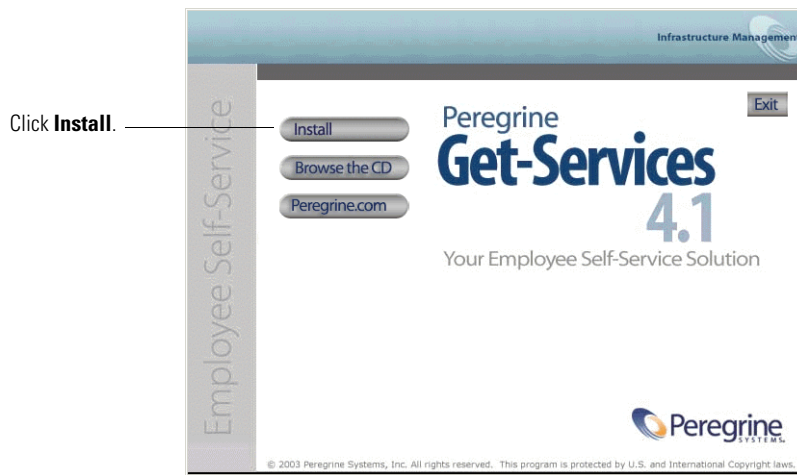 Infrastructure Management
Exit
Click Install.
Employee Self-Service
Install
Browse the CD
Peregrine.com
Peregrine
Get-Services
4.1
Your Employee Self-Service Solution
Peregrine
SYSTEMS
© 2003 Peregrine Systems, Inc. All rights reserved. This program is protected by U.S. and International Copyright laws.